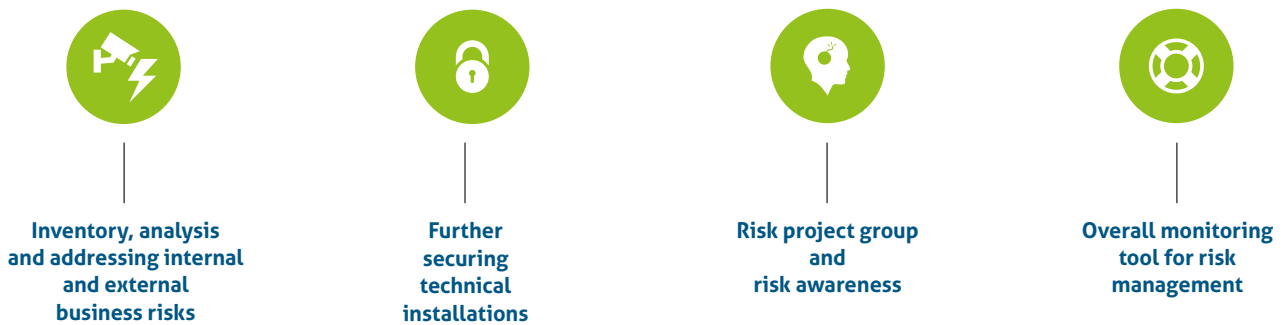 Inventory, analysis
and addressing internal
and external
business risks
Further
securing
technical
installations
Risk project group
and
risk awareness
Overall monitoring
tool for risk
management